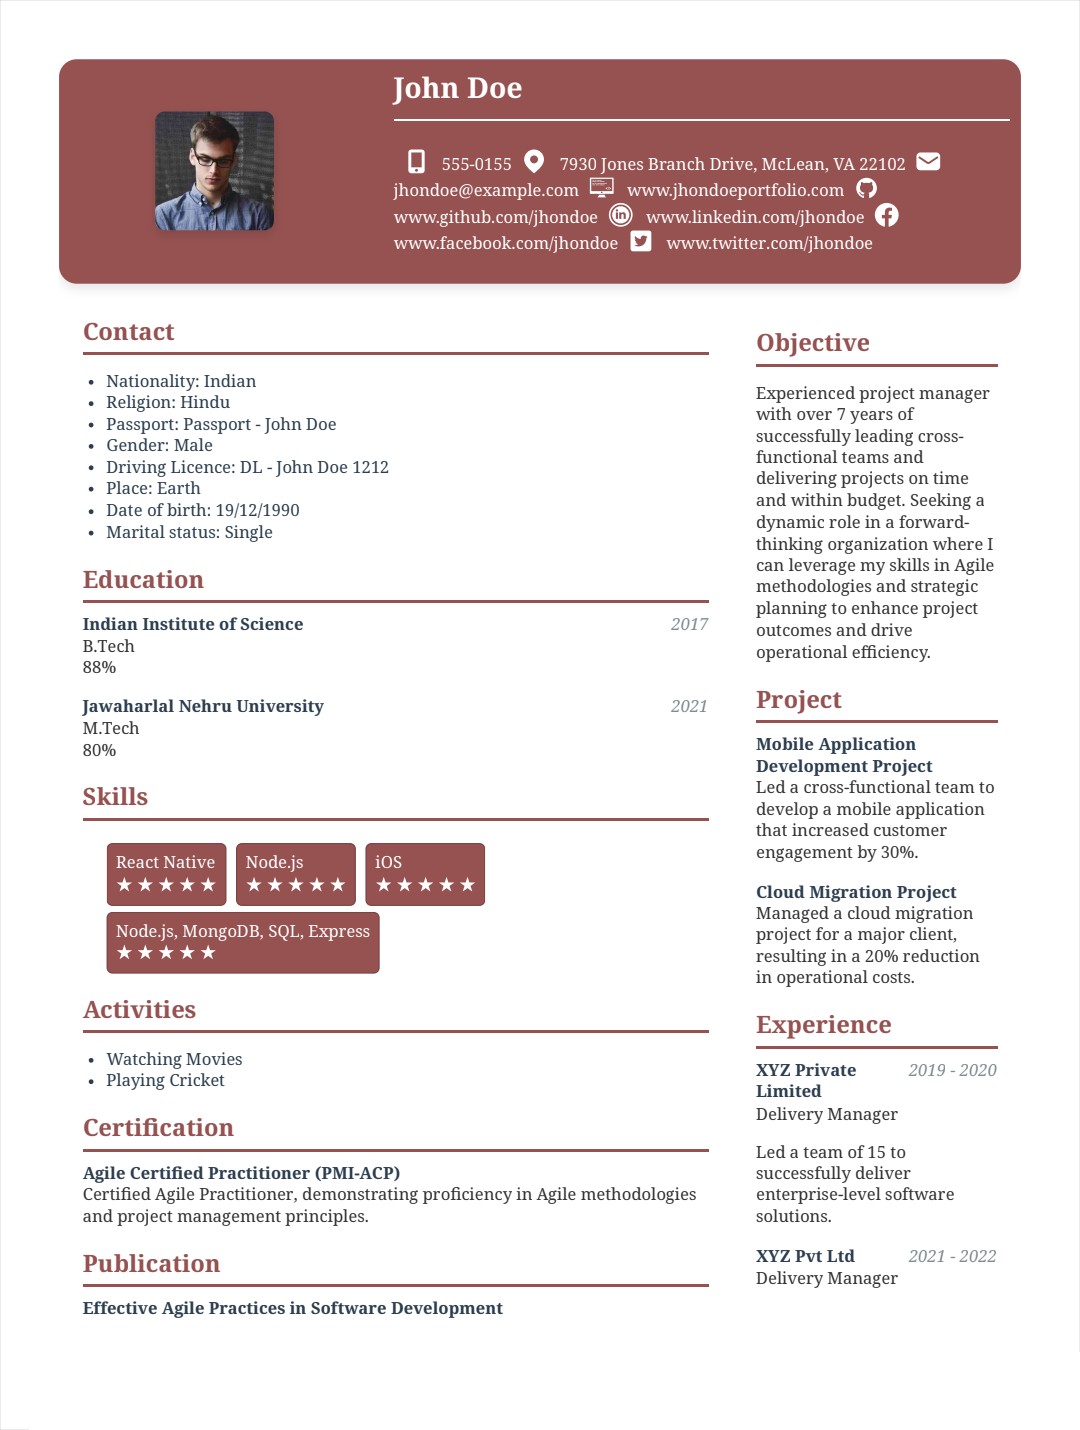 John Doe
555-0155 7930 Jones Branch Drive, McLean, VA 22102
jhondoe@example.com www.jhondoeportfolio.com
www.github.com/jhondoe www.linkedin.com/jhondoe
www.facebook.com/jhondoe www.twitter.com/jhondoe
Contact
• Nationality: Indian
• Religion: Hindu
• Passport: Passport - John Doe
• Gender: Male
• Driving Licence: DL - John Doe 1212
• Place: Earth
• Date of birth: 19/12/1990
• Marital status: Single
Education
Indian Institute of Science 2017
B.Tech
88%
Jawaharlal Nehru University 2021
M.Tech
80%
Skills
React Native Node.js iOS
★ ★ ★ ★ ★ ★ ★ ★ ★ ★ ★ ★ ★ ★ ★
Node.js, MongoDB, SQL, Express
★ ★ ★ ★ ★
Activities
• Watching Movies
• Playing Cricket
Certification
Agile Certified Practitioner (PMI-ACP)
Certified Agile Practitioner, demonstrating proficiency in Agile methodologies
and project management principles.
Publication
Effective Agile Practices in Software Development
Objective
Experienced project manager
with over 7 years of
successfully leading cross-
functional teams and
delivering projects on time
and within budget. Seeking a
dynamic role in a forward-
thinking organization where I
can leverage my skills in Agile
methodologies and strategic
planning to enhance project
outcomes and drive
operational efficiency.
Project
Mobile Application
Development Project
Led a cross-functional team to
develop a mobile application
that increased customer
engagement by 30%.
Cloud Migration Project
Managed a cloud migration
project for a major client,
resulting in a 20% reduction
in operational costs.
Experience
XYZ Private 2019 - 2020
Limited
Delivery Manager
Led a team of 15 to
successfully deliver
enterprise-level software
solutions.
XYZ Pvt Ltd 2021 - 2022
Delivery Manager